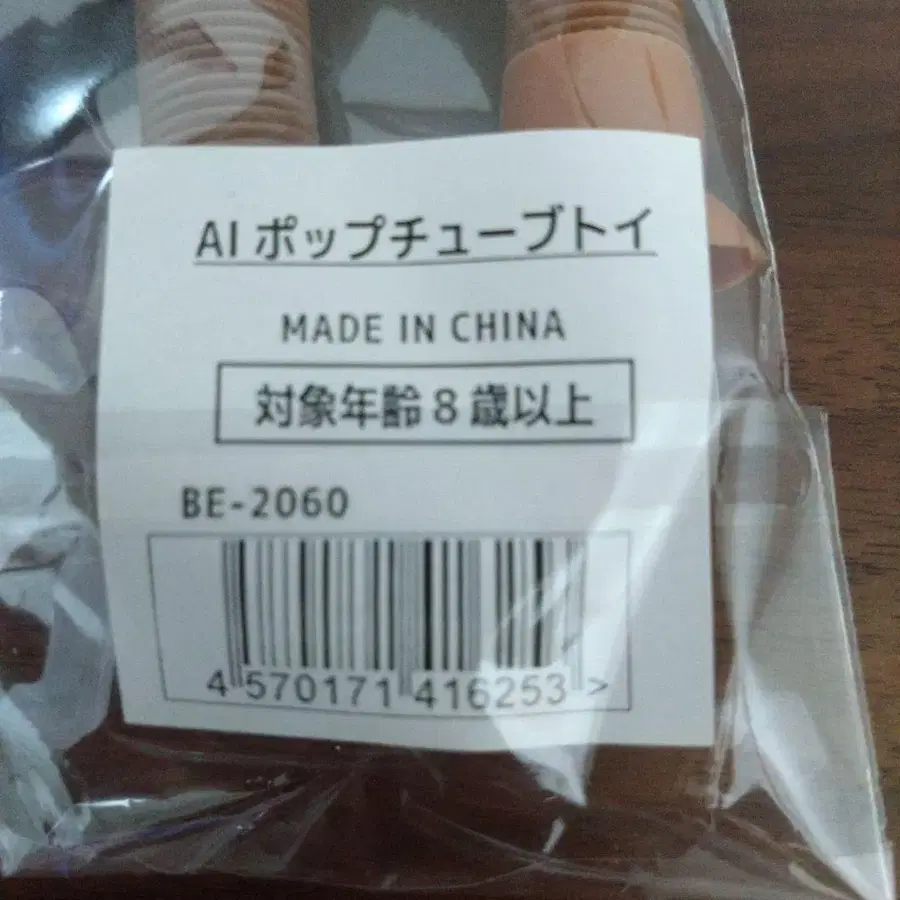 AI ポップチューブトイ
MADE IN CHINA
対象年齢 8 歳以上
BE-2060
4 570171 416253 >